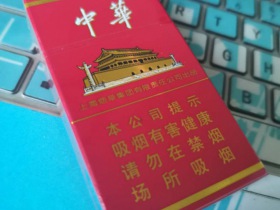 中華
本公司提示
吸烟有害健康
请勿在禁烟
场所吸烟